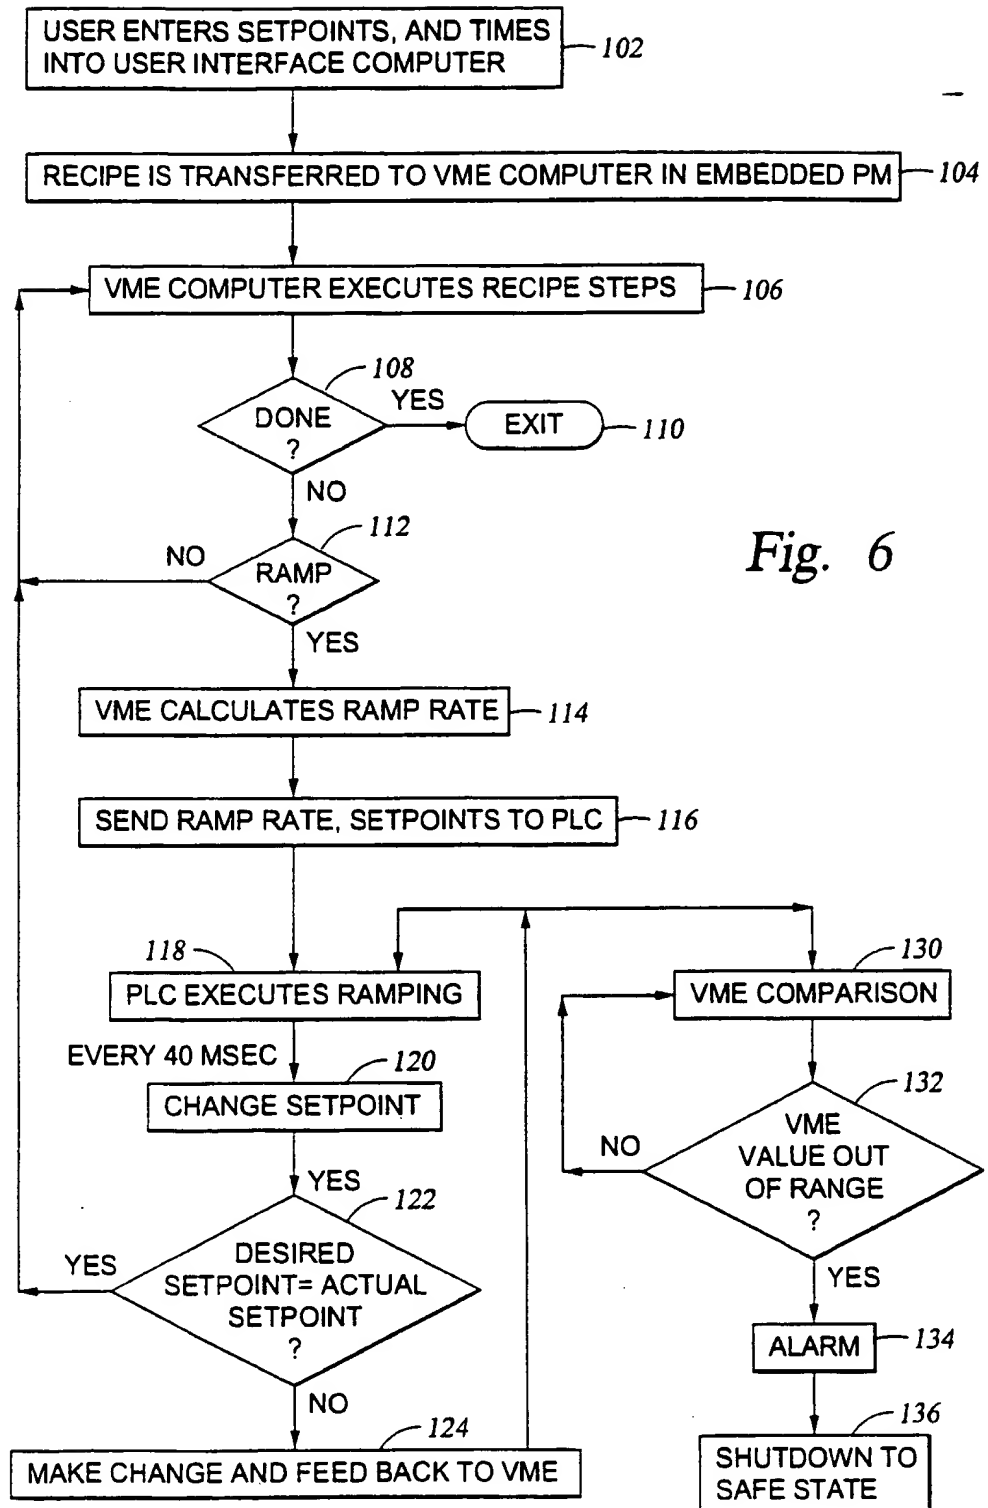 USER ENTERS SETPOINTS, AND TIMES
INTO USER INTERFACE COMPUTER
102
RECIPE IS TRANSFERRED TO VME COMPUTER IN EMBEDDED PM
104
VME COMPUTER EXECUTES RECIPE STEPS
106
108
DONE
?
YES
EXIT
110
NO
112
NO
RAMP
?
YES
Fig. 6
VME CALCULATES RAMP RATE
114
SEND RAMP RATE, SETPOINTS TO PLC
116
118
PLC EXECUTES RAMPING
EVERY 40 MSEC
120
CHANGE SETPOINT
YES
122
YES
DESIRED
SETPOINT= ACTUAL
SETPOINT
?
NO
124
MAKE CHANGE AND FEED BACK TO VME
130
VME COMPARISON
132
NO
VME
VALUE OUT
OF RANGE
?
YES
ALARM
134
136
SHUTDOWN TO
SAFE STATE